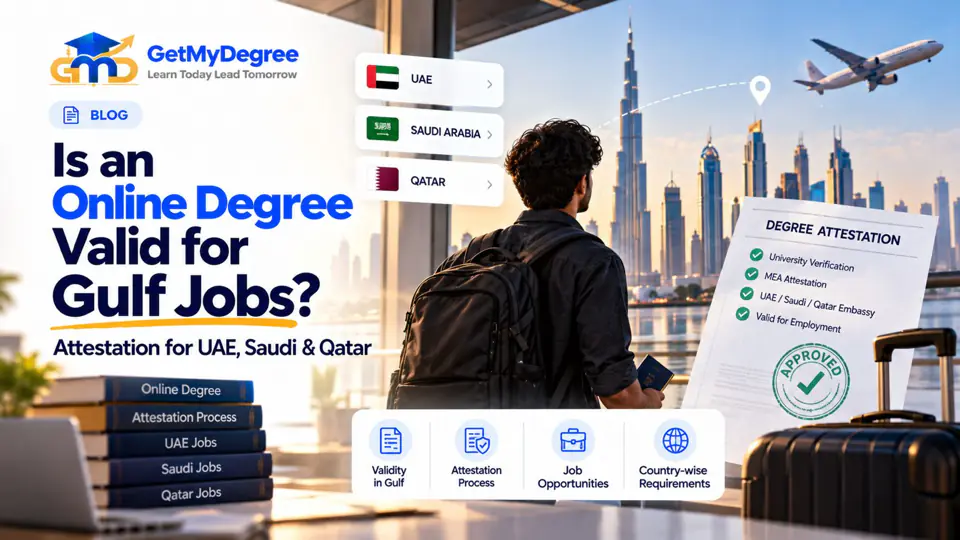 GMD
GetMyDegree
Learn Today Lead Tomorrow
BLOG
Is an
Online Degree
Valid for
Gulf Jobs?
Attestation for UAE, Saudi & Qatar
UAE
SAUDI ARABIA
QATAR
DEGREE ATTESTATION
University Verification
MEA Attestation
UAE / Saudi / Qatar Embassy
Valid for Employment
APPROVED
Online Degree
Attestation Process
UAE Jobs
Saudi Jobs
Qatar Jobs
Validity
in Gulf
Attestation
Process
Job
Opportunities
Country-wise
Requirements